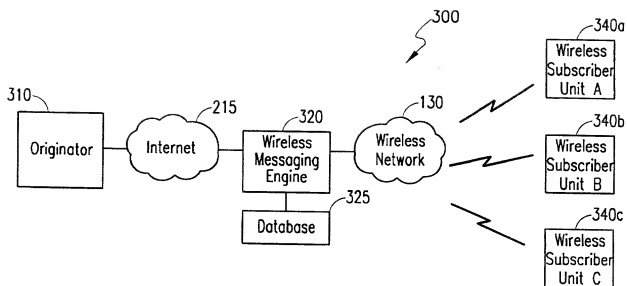 300
310
Originator
215
Internet
320
Wireless
Messaging
Engine
325
Database
130
Wireless
Network
340a
Wireless
Subscriber
Unit A
340b
Wireless
Subscriber
Unit B
340c
Wireless
Subscriber
Unit C